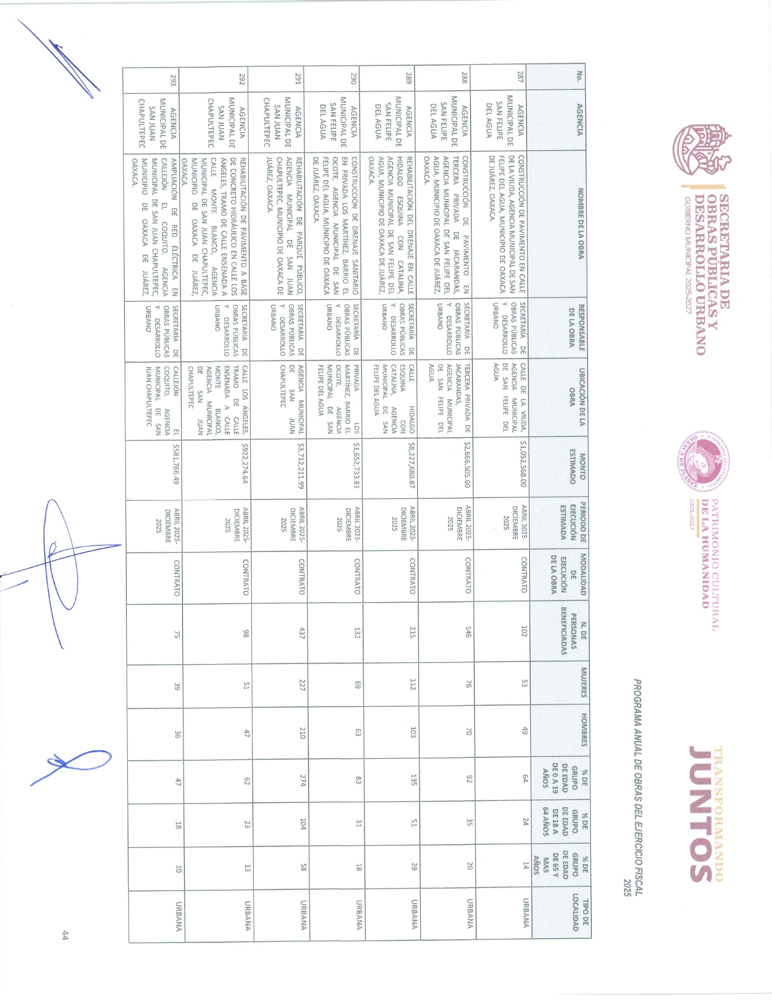 SECRETARIA DE
OBRAS PÚBLICAS Y
DESARROLLO URBANO
GOBIERNO MUNICIPAL 2025-2027
HONORABLE AYUNTAMIENTO
OAXACA DE JUÁREZ
PATRIMONIO CULTURAL
DE LA HUMANIDAD
2025-2027
TRANSFORMANDO
JUNTOS
PROGRAMA ANUAL DE OBRAS DEL EJERCICIO FISCAL
2025
No.
AGENCIA
NOMBRE DE LA OBRA
RESPONSABLE
DE LA OBRA
UBICACIÓN DE LA
OBRA
MONTO
ESTIMADO
PERIODO DE
EJECUCIÓN
ESTIMADA
MODALIDAD
DE
EJECUCIÓN
DE LA OBRA
N. DE
PERSONAS
BENEFICIADAS
MUJERES
HOMBRES
% DE
GRUPO
DE EDAD
DE 0 A 19
AÑOS
% DE
GRUPO
DE EDAD
DE 18 A
64 AÑOS
% DE
GRUPO
DE EDAD
DE 65 Y
MAS
AÑOS
TIPO DE
LOCALIDAD
287
AGENCIA
MUNICIPAL DE
SAN FELIPE
DEL AGUA
CONSTRUCCIÓN DE PAVIMENTO EN CALLE
DE LA VIUDA, AGENCIA MUNICIPAL DE SAN
FELIPE DEL AGUA, MUNICIPIO DE OAXACA
DE JUÁREZ, OAXACA.
SECRETARÍA DE
OBRAS PÚBLICAS
Y DESARROLLO
URBANO
CALLE DE LA VIUDA,
AGENCIA MUNICIPAL
DE SAN FELIPE DEL
AGUA
$1,052,568.00
ABRIL 2025-
DICIEMBRE
2025
CONTRATO
102
53
49
64
24
14
URBANA
288
AGENCIA
MUNICIPAL DE
SAN FELIPE
DEL AGUA
CONSTRUCCIÓN DE PAVIMENTO EN
TERCERA PRIVADA DE JACARANDAS,
AGENCIA MUNICIPAL DE SAN FELIPE DEL
AGUA, MUNICIPIO DE OAXACA DE JUÁREZ,
OAXACA.
SECRETARÍA DE
OBRAS PÚBLICAS
Y DESARROLLO
URBANO
TERCERA PRIVADA DE
JACARANDAS,
AGENCIA MUNICIPAL
DE SAN FELIPE DEL
AGUA
$2,666,505.60
ABRIL 2025-
DICIEMBRE
2025
CONTRATO
146
76
70
92
35
20
URBANA
289
AGENCIA
MUNICIPAL DE
SAN FELIPE
DEL AGUA
REHABILITACIÓN DEL DRENAJE EN CALLE
HIDALGO ESQUINA CON CATALINA,
AGENCIA MUNICIPAL DE SAN FELIPE DEL
AGUA, MUNICIPIO DE OAXACA DE JUÁREZ,
OAXACA.
SECRETARÍA DE
OBRAS PÚBLICAS
Y DESARROLLO
URBANO
CALLE HIDALGO
ESQUINA CON
CATALINA, AGENCIA
MUNICIPAL DE SAN
FELIPE DEL AGUA
$8,227,680.87
ABRIL 2025-
DICIEMBRE
2025
CONTRATO
215
112
103
135
51
29
URBANA
290
AGENCIA
MUNICIPAL DE
SAN FELIPE
DEL AGUA
CONSTRUCCIÓN DE DRENAJE SANITARIO
EN PRIVADA LOS MARTÍNEZ, BARRIO EL
OCOTE, AGENCIA MUNICIPAL DE SAN
FELIPE DEL AGUA, MUNICIPIO DE OAXACA
DE JUÁREZ, OAXACA.
SECRETARÍA DE
OBRAS PÚBLICAS
Y DESARROLLO
URBANO
PRIVADA LOS
MARTÍNEZ, BARRIO EL
OCOTE, AGENCIA
MUNICIPAL DE SAN
FELIPE DEL AGUA
$1,652,733.81
ABRIL 2025-
DICIEMBRE
2025
CONTRATO
132
69
63
83
31
18
URBANA
291
AGENCIA
MUNICIPAL DE
SAN JUAN
CHAPULTEPEC
REHABILITACIÓN DE PARQUE PÚBLICO,
AGENCIA MUNICIPAL DE SAN JUAN
CHAPULTEPEC, MUNICIPIO DE OAXACA DE
JUÁREZ, OAXACA.
SECRETARÍA DE
OBRAS PÚBLICAS
Y DESARROLLO
URBANO
AGENCIA MUNICIPAL
DE SAN JUAN
CHAPULTEPEC
$3,712,211.99
ABRIL 2025-
DICIEMBRE
2025
CONTRATO
437
227
210
274
104
58
URBANA
292
AGENCIA
MUNICIPAL DE
SAN JUAN
CHAPULTEPEC
REHABILITACIÓN DE PAVIMENTO A BASE
DE CONCRETO HIDRÁULICO EN CALLE LOS
ÁNGELES, TRAMO DE CALLE ENSENADA A
CALLE MONTE BLANCO, AGENCIA
MUNICIPAL DE SAN JUAN CHAPULTEPEC,
MUNICIPIO DE OAXACA DE JUÁREZ,
OAXACA.
SECRETARÍA DE
OBRAS PÚBLICAS
Y DESARROLLO
URBANO
CALLE LOS ÁNGELES,
TRAMO DE CALLE
ENSENADA A CALLE
MONTE BLANCO,
AGENCIA MUNICIPAL
DE SAN JUAN
CHAPULTEPEC
$922,274.64
ABRIL 2025-
DICIEMBRE
2025
CONTRATO
98
51
47
62
23
13
URBANA
293
AGENCIA
MUNICIPAL DE
SAN JUAN
CHAPULTEPEC
AMPLIACIÓN DE RED ELÉCTRICA EN
CALLEJÓN EL COQUITO, AGENCIA
MUNICIPAL DE SAN JUAN CHAPULTEPEC,
MUNICIPIO DE OAXACA DE JUÁREZ,
OAXACA.
SECRETARÍA DE
OBRAS PÚBLICAS
Y DESARROLLO
URBANO
CALLEJÓN EL
COQUITO, AGENCIA
MUNICIPAL DE SAN
JUAN CHAPULTEPEC
$581,766.49
ABRIL 2025-
DICIEMBRE
2025
CONTRATO
75
39
36
47
18
10
URBANA
44